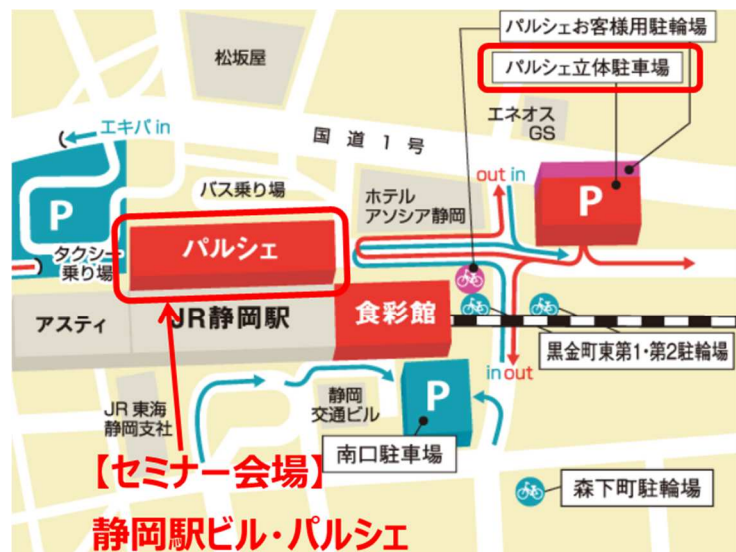 パルシェお客様用駐輪場
パルシェ立体駐車場
松坂屋
エネオス
GS
エキパ in
国道1号
P
バス乗り場
ホテル
アソシア静岡
out in
P
パルシェ
タクシー
乗り場
アスティ
JR静岡駅
食彩館
黒金町東第1・第2駐輪場
in out
P
JR東海
静岡支社
静岡
交通ビル
南口駐車場
【セミナー会場】
静岡駅ビル・パルシェ
森下町駐輪場